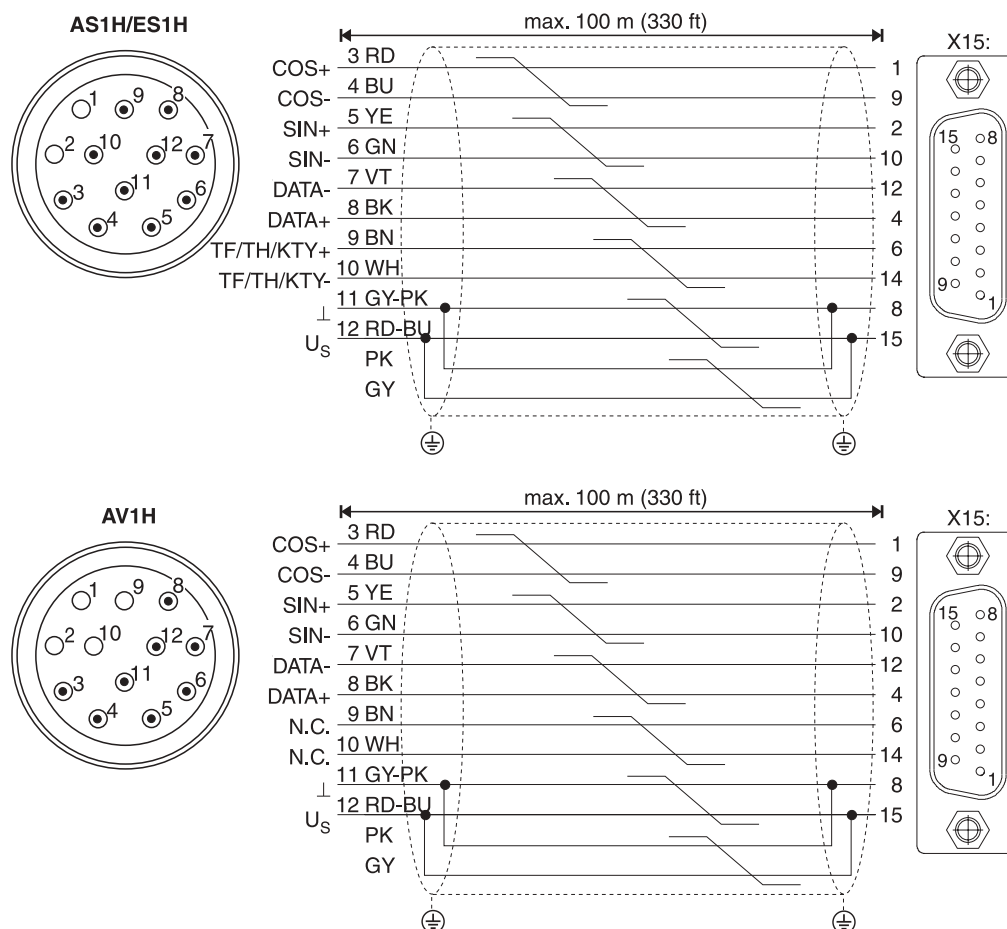 AS1H/ES1H
max. 100 m (330 ft)
X15:
1 9 8
2 10 12 7
3 11 6
4 5
COS+ 3 RD 1
COS- 4 BU 9
SIN+ 5 YE 2
SIN- 6 GN 10
DATA- 7 VT 12
DATA+ 8 BK 4
TF/TH/KTY+ 9 BN 6
TF/TH/KTY- 10 WH 14
⊥ 11 GY-PK 8
US 12 RD-BU 15
PK
GY
15 8
9 1
AV1H
max. 100 m (330 ft)
X15:
1 9 8
2 10 12 7
3 11 6
4 5
COS+ 3 RD 1
COS- 4 BU 9
SIN+ 5 YE 2
SIN- 6 GN 10
DATA- 7 VT 12
DATA+ 8 BK 4
N.C. 9 BN 6
N.C. 10 WH 14
⊥ 11 GY-PK 8
US 12 RD-BU 15
PK
GY
15 8
9 1